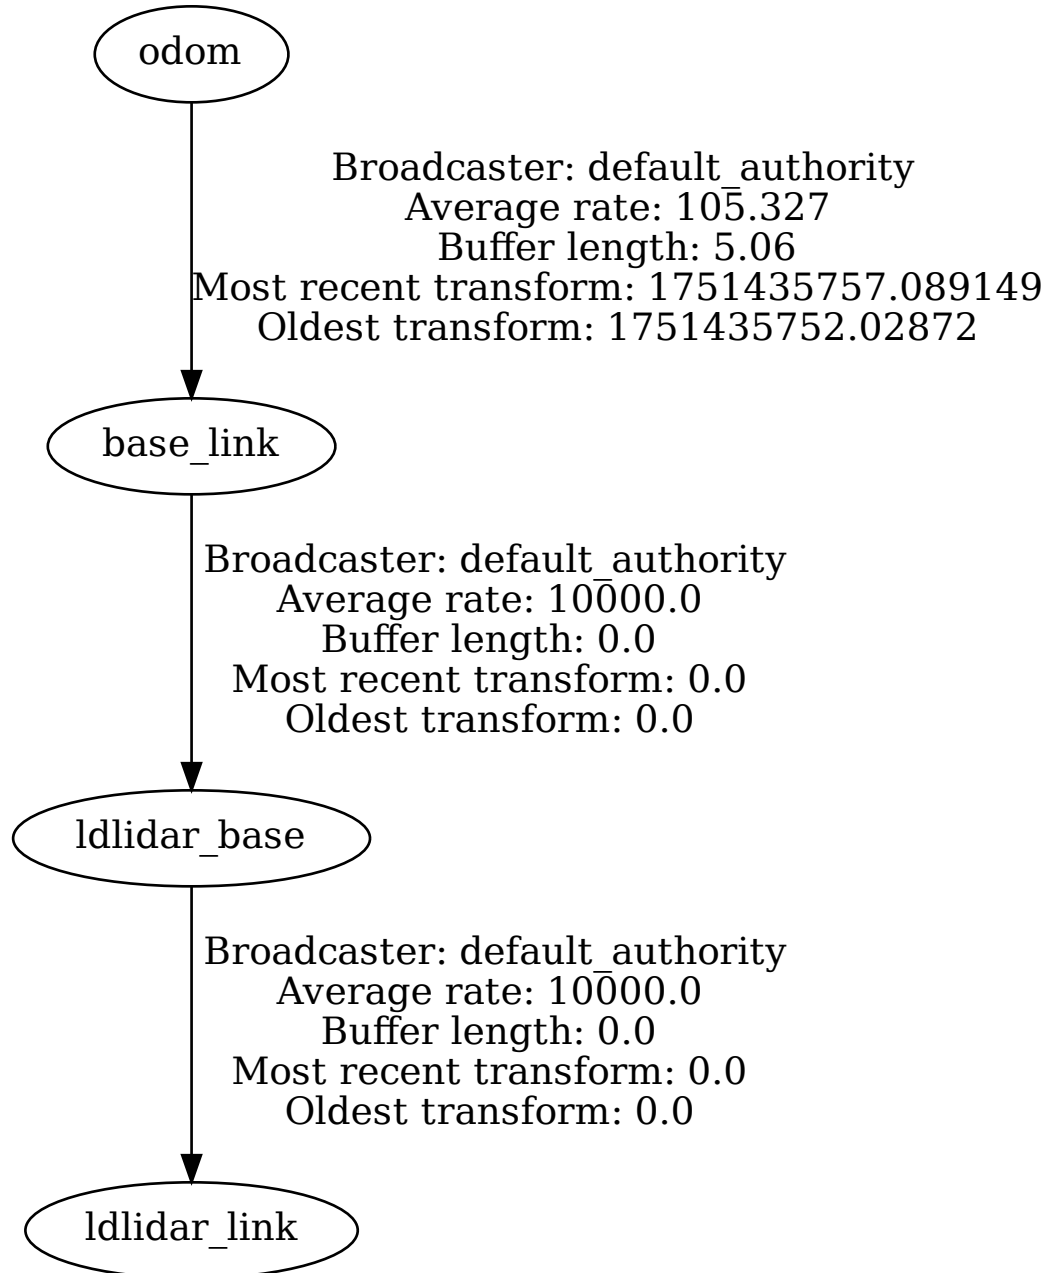 odom
Broadcaster: default_authority
Average rate: 105.327
Buffer length: 5.06
Most recent transform: 1751435757.089149
Oldest transform: 1751435752.02872
base_link
Broadcaster: default_authority
Average rate: 10000.0
Buffer length: 0.0
Most recent transform: 0.0
Oldest transform: 0.0
ldlidar_base
Broadcaster: default_authority
Average rate: 10000.0
Buffer length: 0.0
Most recent transform: 0.0
Oldest transform: 0.0
ldlidar_link